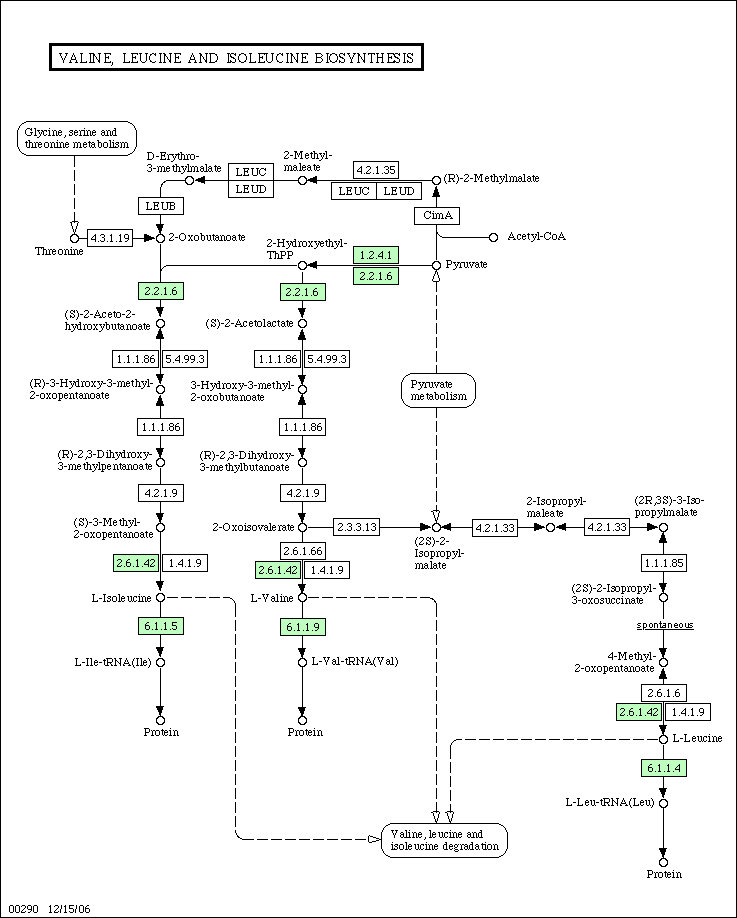 VALINE, LEUCINE AND ISOLEUCINE BIOSYNTHESIS
Glycine, serine and
threonine metabolism
D-Erythro-
3-methylmalate
LEUC
LEUD
2-Methyl-
maleate
4.2.1.35
LEUC
LEUD
(R)-2-Methylmalate
LEUB
CimA
Threonine
4.3.1.19
2-Oxobutanoate
Acetyl-CoA
2-Hydroxyethyl-
ThPP
1.2.4.1
2.2.1.6
Pyruvate
2.2.1.6
2.2.1.6
(S)-2-Aceto-2-
hydroxybutanoate
(S)-2-Acetolactate
1.1.1.86
5.4.99.3
1.1.1.86
5.4.99.3
(R)-3-Hydroxy-3-methyl-
2-oxopentanoate
3-Hydroxy-3-methyl-
2-oxobutanoate
Pyruvate
metabolism
1.1.1.86
1.1.1.86
(R)-2,3-Dihydroxy-
3-methylpentanoate
(R)-2,3-Dihydroxy-
3-methylbutanoate
4.2.1.9
4.2.1.9
(S)-3-Methyl-
2-oxopentanoate
2-Oxoisovalerate
2.3.3.13
(2S)-2-
Isopropyl-
malate
4.2.1.33
2-Isopropyl-
maleate
4.2.1.33
(2R,3S)-3-Iso-
propylmalate
2.6.1.42
1.4.1.9
2.6.1.66
2.6.1.42
1.4.1.9
1.1.1.85
L-Isoleucine
L-Valine
(2S)-2-Isopropyl-
3-oxosuccinate
6.1.1.5
6.1.1.9
spontaneous
L-Ile-tRNA(Ile)
L-Val-tRNA(Val)
4-Methyl-
2-oxopentanoate
2.6.1.6
2.6.1.42
1.4.1.9
Protein
Protein
L-Leucine
6.1.1.4
L-Leu-tRNA(Leu)
Valine, leucine and
isoleucine degradation
Protein
00290 12/15/06